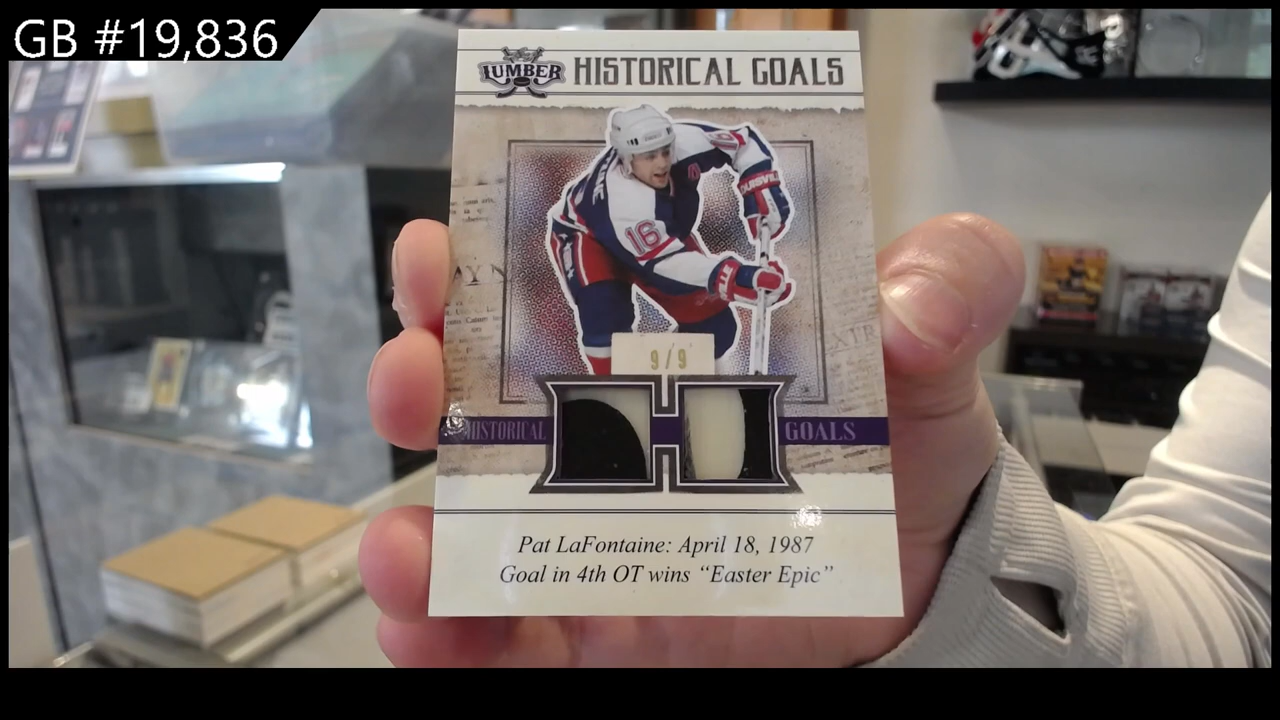 GB #19,836
LUMBER HISTORICAL GOALS
16
16
9/9
HISTORICAL GOALS
Pat LaFontaine: April 18, 1987
Goal in 4th OT wins “Easter Epic”